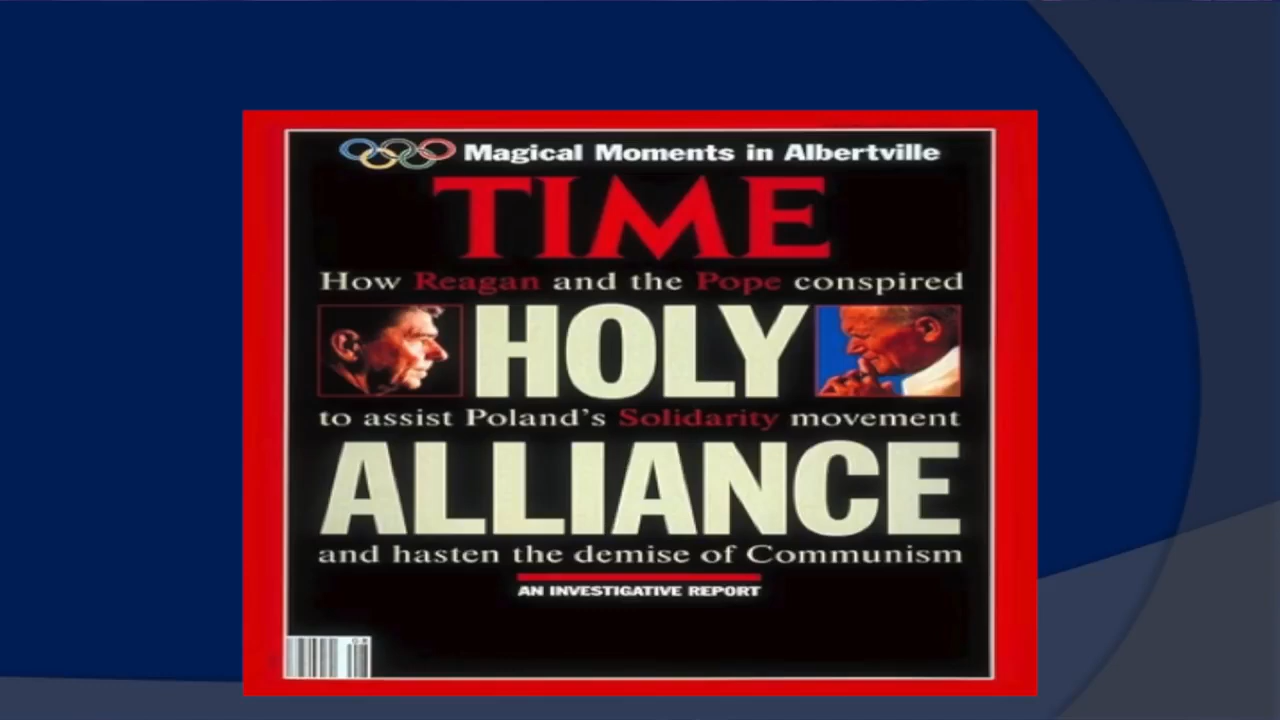 Magical Moments in Albertville
TIME
How Reagan and the Pope conspired
HOLY
to assist Poland's Solidarity movement
ALLIANCE
and hasten the demise of Communism
AN INVESTIGATIVE REPORT